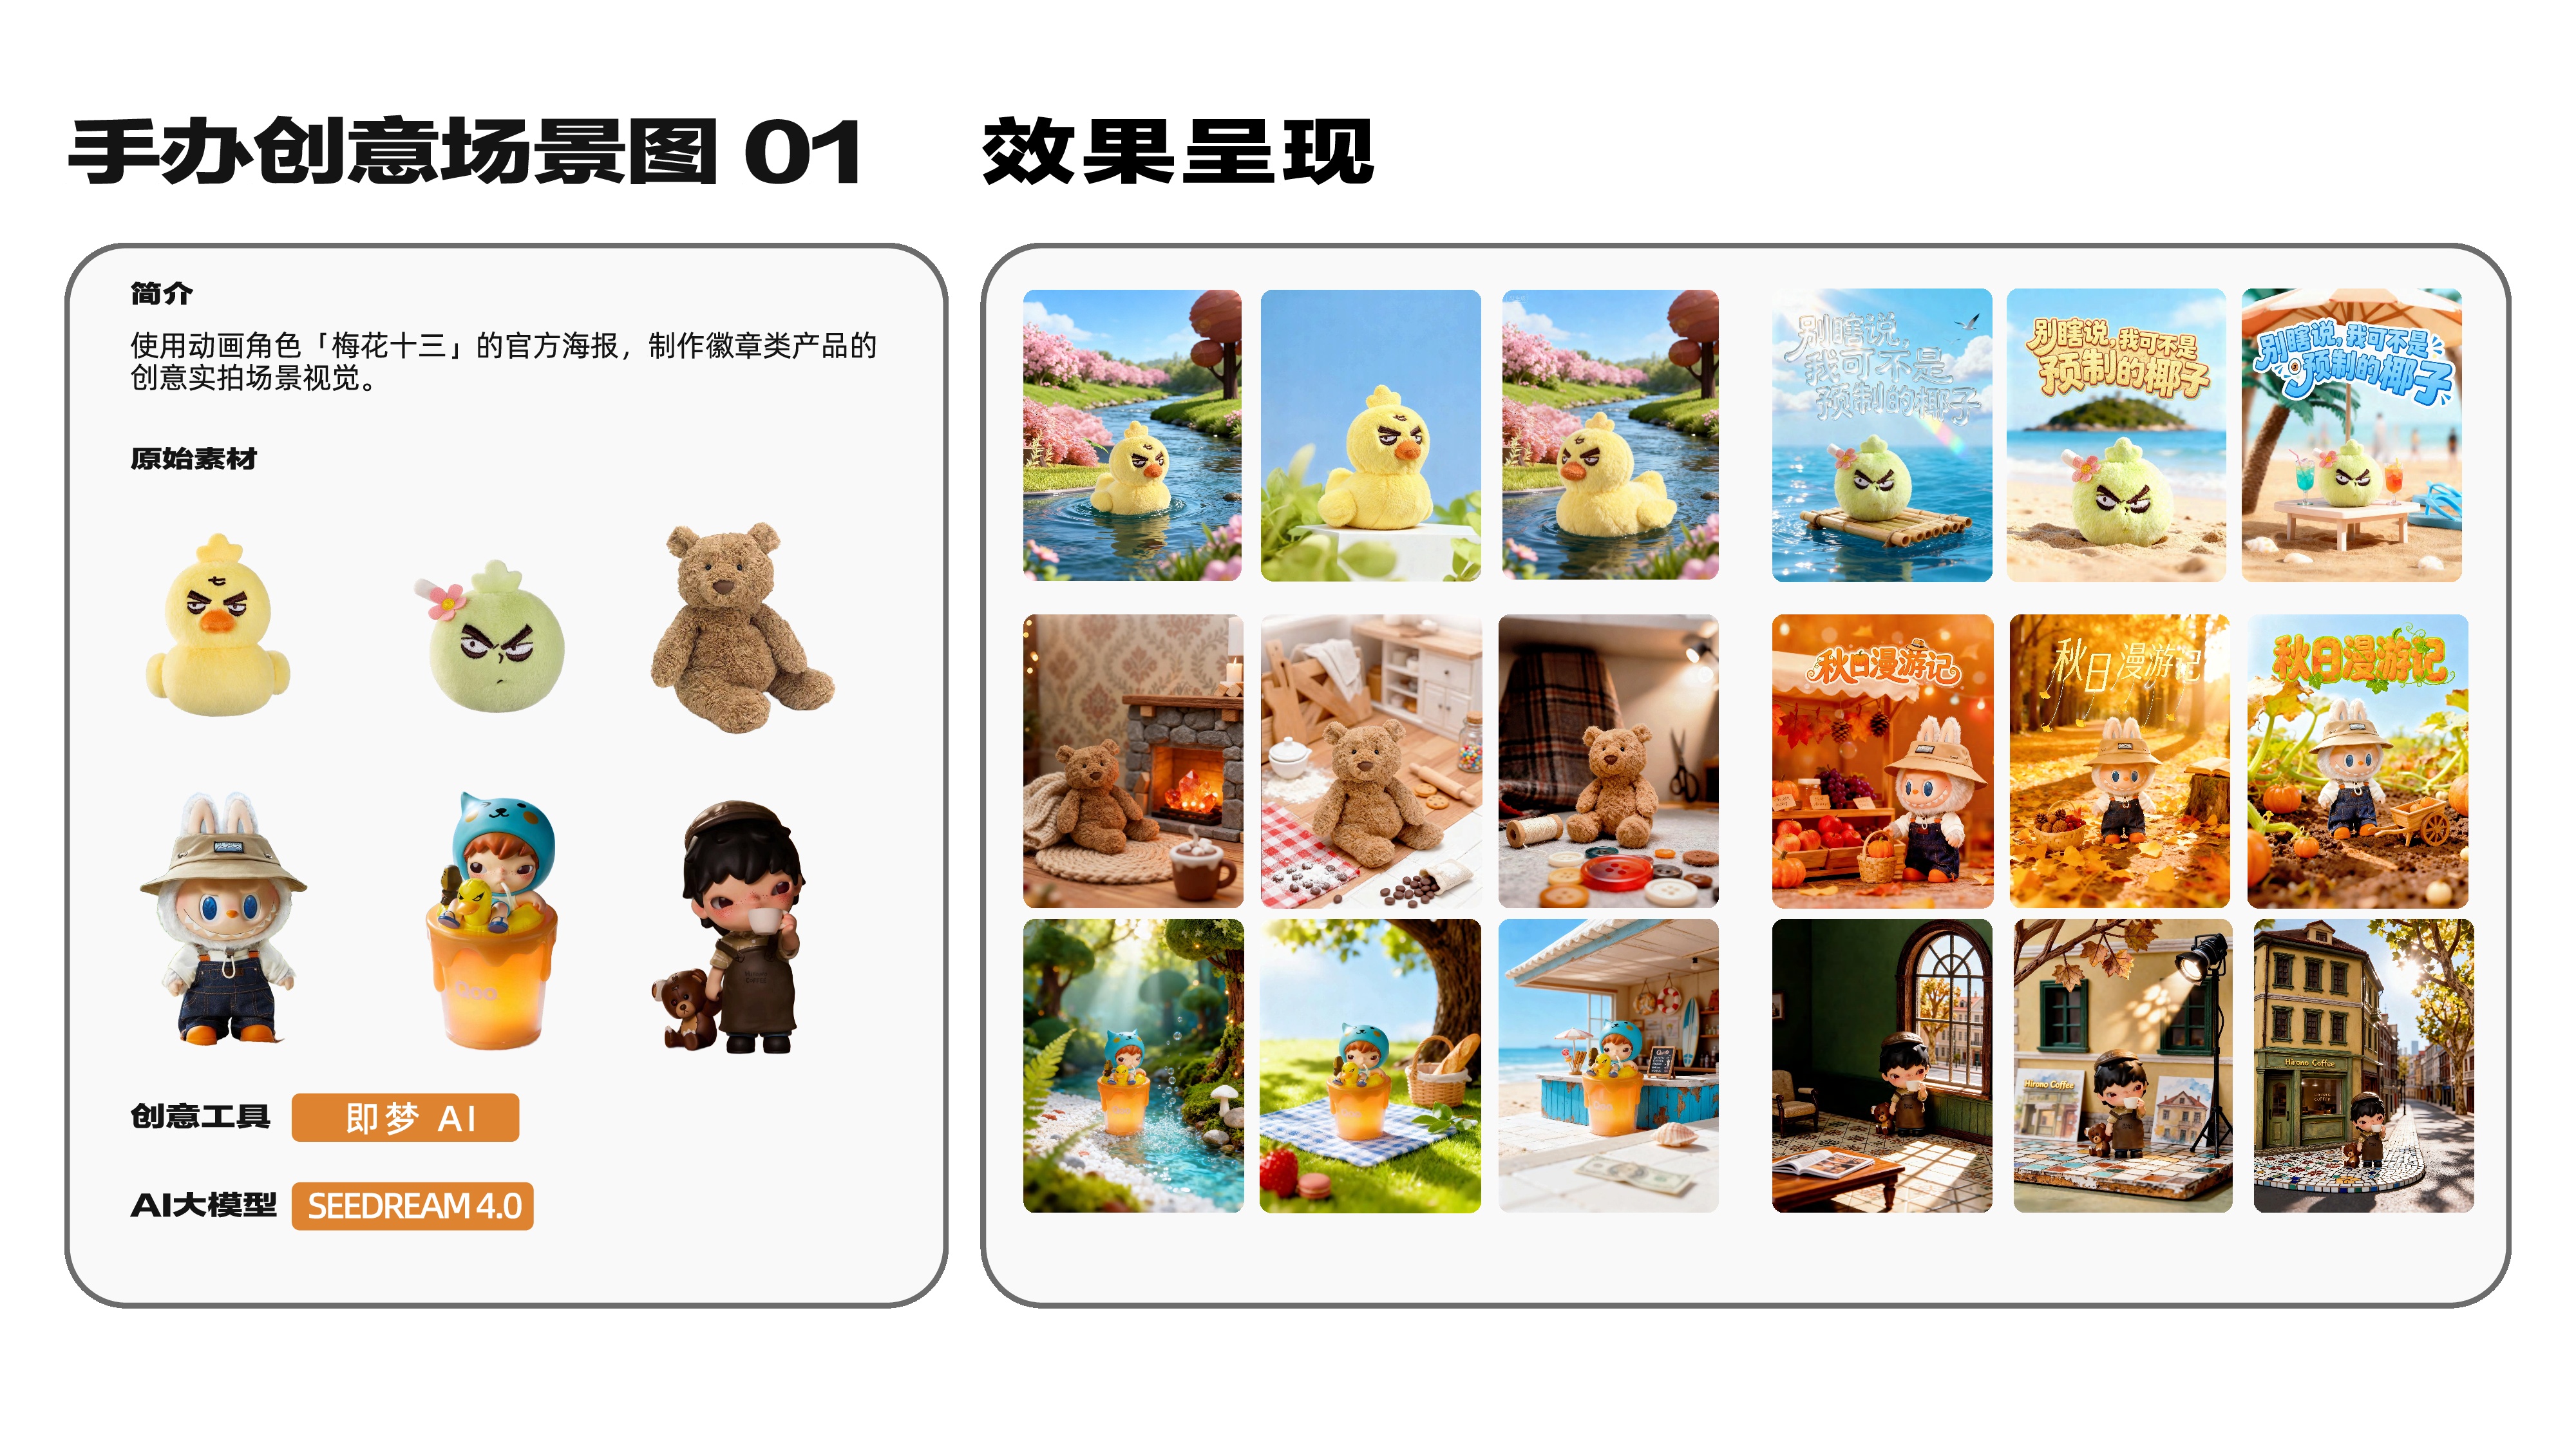 手办创意场景图 01
效果呈现
简介
使用动画角色「梅花十三」的官方海报，制作徽章类产品的
创意实拍场景视觉。
原始素材
七
Qoo
创意工具
即梦 AI
AI大模型
SEEDREAM 4.0
别瞎说,
我可不是
预制的椰子
别瞎说,我可不是
预制的椰子
别瞎说,我可不是
预制的椰子
秋日漫游记
秋日漫游记
秋日漫游记
Hirono Coffee
Hirono Coffee